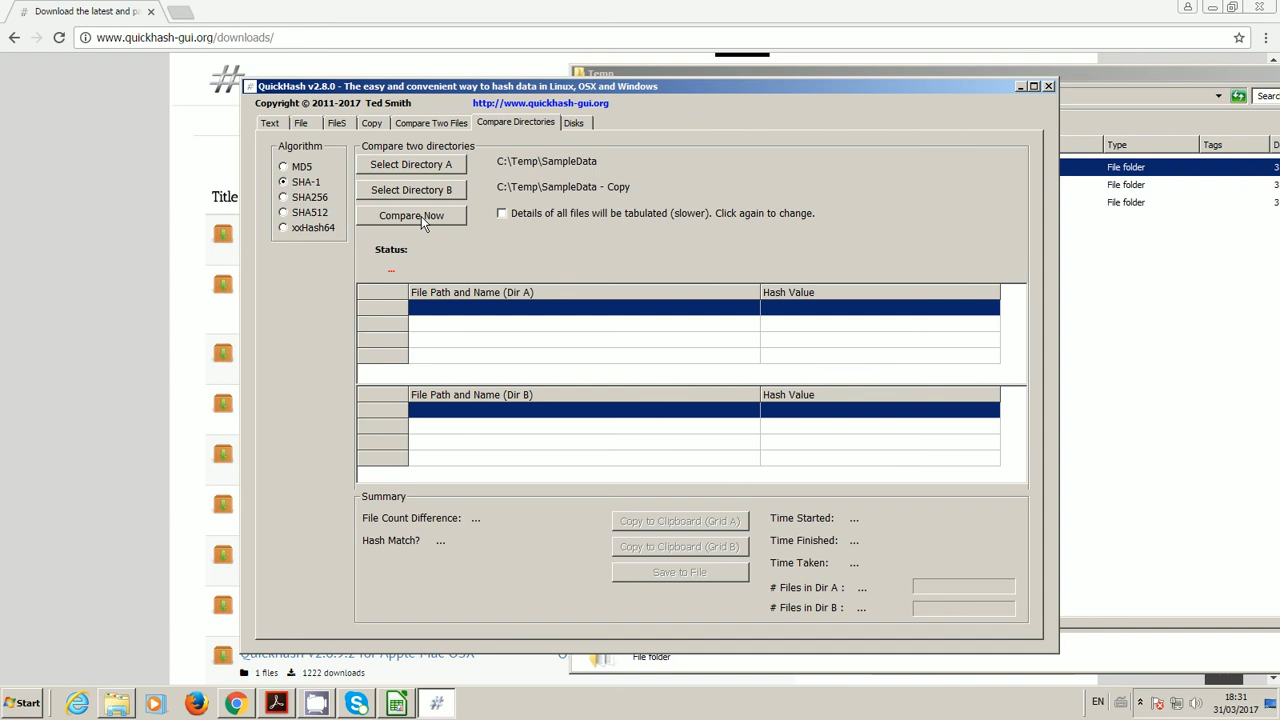 Download the latest and p
www.quickhash-gui.org/downloads/
Temp
QuickHash v2.8.0 - The easy and convenient way to hash data in Linux, OSX and Windows
Copyright © 2011-2017 Ted Smith
http://www.quickhash-gui.org
Searc
Text
File
FileS
Copy
Compare Two Files
Compare Directories
Disks
Type
Tags
D
Algorithm
MD5
SHA-1
SHA256
SHA512
xxHash64
Compare two directories
Select Directory A
C:\Temp\SampleData
Select Directory B
C:\Temp\SampleData - Copy
Compare Now
Details of all files will be tabulated (slower). Click again to change.
Status:
...
File folder
3
File folder
3
File folder
3
Title
File Path and Name (Dir A)
Hash Value
File Path and Name (Dir B)
Hash Value
Summary
File Count Difference: ...
Hash Match? ...
Copy to Clipboard (Grid A)
Copy to Clipboard (Grid B)
Save to File
Time Started: ...
Time Finished: ...
Time Taken: ...
# Files in Dir A : ...
# Files in Dir B : ...
File folder
1 files
1222 downloads
Start
EN
18:31
31/03/2017